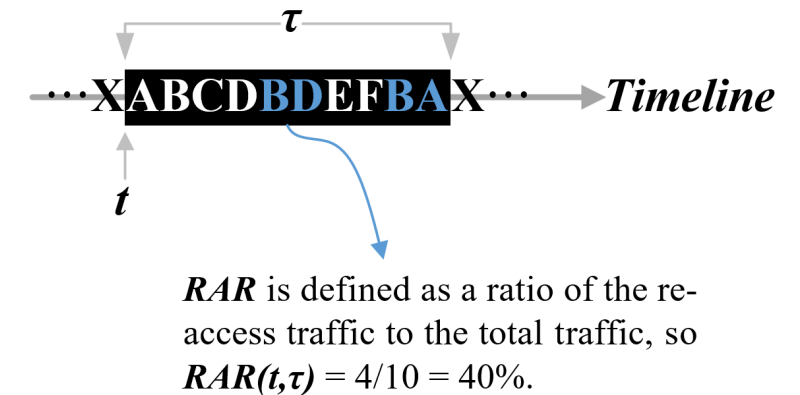 τ
···XABCDBDEFBAX··· Timeline
t
RAR is defined as a ratio of the re-
access traffic to the total traffic, so
RAR(t,τ) = 4/10 = 40%.